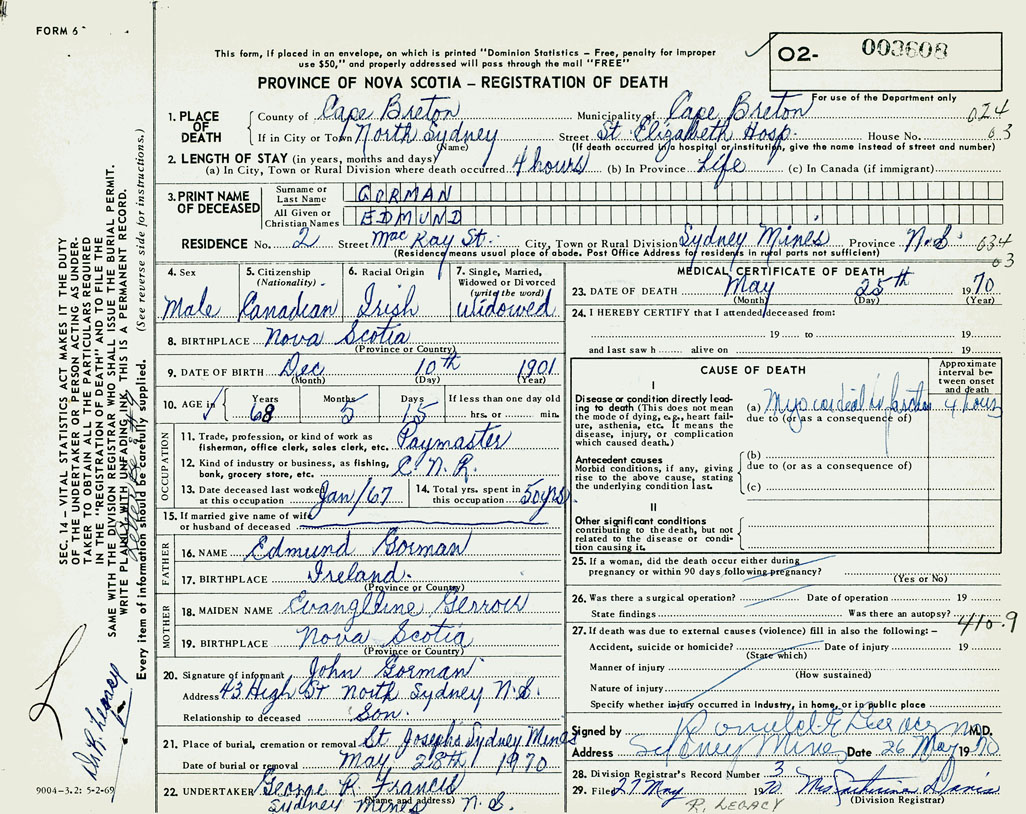 FORM 6
This form, if placed in an envelope, on which is printed "Dominion Statistics – Free, penalty for improper
use $50," and properly addressed will pass through the mail "FREE"
O2- 003608
PROVINCE OF NOVA SCOTIA – REGISTRATION OF DEATH
For use of the Department only
1. PLACE OF DEATH
County of Cape Breton Municipality of Cape Breton 024
If in City or Town North Sydney Street St Elizabeth Hosp. House No. 63
(Name) (If death occurred in a hospital or institution, give the name instead of street and number)
2. LENGTH OF STAY (in years, months and days)
(a) In City, Town or Rural Division where death occurred 4 hours (b) In Province Life (c) In Canada (if immigrant)
3. PRINT NAME OF DECEASED
Surname or Last Name GORMAN
All Given or Christian Names EDMUND
RESIDENCE No. 2 Street MacKay St. City, Town or Rural Division Sydney Mines Province N.S. 634
(Residence means usual place of abode. Post Office Address for residents in rural parts not sufficient) 63
4. Sex
Male
5. Citizenship
(Nationality)
Canadian
6. Racial Origin
Irish
7. Single, Married, Widowed or Divorced
(write the word)
Widowed
8. BIRTHPLACE Nova Scotia
(Province or Country)
9. DATE OF BIRTH Dec 10th 1901
(Month) (Day) (Year)
10. AGE in Years Months Days If less than one day old
68 5 15 hrs. or min.
OCCUPATION
11. Trade, profession, or kind of work as
fisherman, office clerk, sales clerk, etc. Paymaster
12. Kind of industry or business, as fishing,
bank, grocery store, etc. C.N.R.
13. Date deceased last worked
at this occupation Jan/67
14. Total yrs. spent in
this occupation 50 yrs.
15. If married give name of wife
or husband of deceased
FATHER
16. NAME Edmund Gorman
17. BIRTHPLACE Ireland.
(Province or Country)
MOTHER
18. MAIDEN NAME
19. BIRTHPLACE Nova Scotia
(Province or Country)
20. Signature of informant John Gorman
Address 43 High St North Sydney N.S.
Relationship to deceased Son.
21. Place of burial, cremation or removal St Joseph's Sydney Mines
Date of burial or removal May 28th 1970
22. UNDERTAKER George R. Francis
(Name and address)
Sydney Mines N.S.
MEDICAL CERTIFICATE OF DEATH
23. DATE OF DEATH May 25th 1970
(Month) (Day) (Year)
24. I HEREBY CERTIFY that I attended deceased from:
19 to 19
and last saw h alive on 19
CAUSE OF DEATH
Approximate interval between onset and death
I
Disease or condition directly lead-
ing to death (This does not mean
the mode of dying, e.g., heart fail-
ure, asthenia, etc. It means the
disease, injury, or complication
which caused death.)
(a) Myocardial infarction 4 hours
due to (or as a consequence of)
Antecedent causes
Morbid conditions, if any, giving
rise to the above cause, stating
the underlying condition last.
(b)
due to (or as a consequence of)
(c)
II
Other significant conditions
contributing to the death, but not
related to the disease or condi-
tion causing it.
25. If a woman, did the death occur either during
pregnancy or within 90 days following pregnancy?
(Yes or No)
26. Was there a surgical operation? Date of operation 19
State findings Was there an autopsy?
410.9
27. If death was due to external causes (violence) fill in also the following: –
Accident, suicide or homicide? Date of injury 19
(State which)
Manner of injury
(How sustained)
Nature of injury
Specify whether injury occurred in industry, in home, or in public place
Signed by M.D.
Address Sydney Mines Date 26 May 1970
28. Division Registrar's Record Number 3
29. Filed 27 May 1970 Mrs Davis
(Division Registrar)
R. LEGACY
SEC. 14 – VITAL STATISTICS ACT MAKES IT THE DUTY
OF THE UNDERTAKER OR PERSON ACTING AS UNDER-
TAKER TO OBTAIN ALL THE PARTICULARS REQUIRED
IN THE "REGISTRATION OF DEATH" AND TO FILE THE
SAME WITH THE DIVISION REGISTRAR WHO SHALL ISSUE THE BURIAL PERMIT.
WRITE PLAINLY WITH UNFADING INK. THIS IS A PERMANENT RECORD.
Every item of information should be carefully supplied. (See reverse side for instructions.)
Dr R. Legacy
9004-3.2: 5-2-69